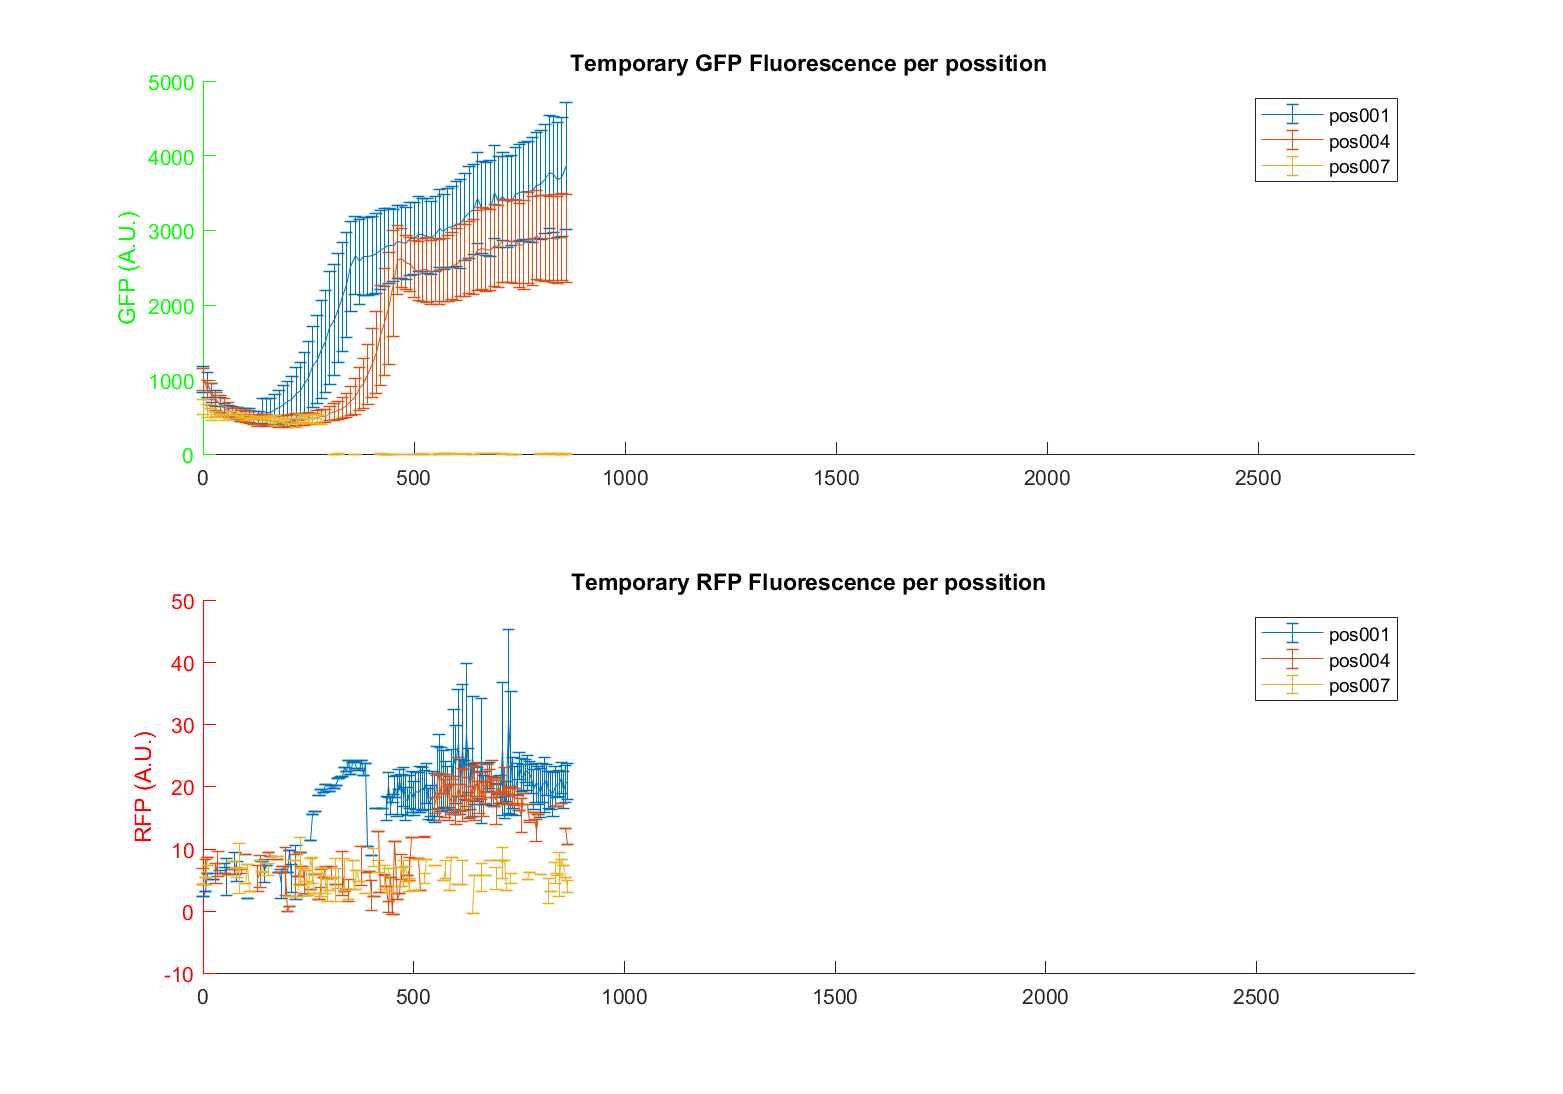 Temporary GFP Fluorescence per possition
5000
4000
3000
2000
1000
0
GFP (A.U.)
0 500 1000 1500 2000 2500
pos001
pos004
pos007
Temporary RFP Fluorescence per possition
50
40
30
20
10
0
-10
RFP (A.U.)
0 500 1000 1500 2000 2500
pos001
pos004
pos007